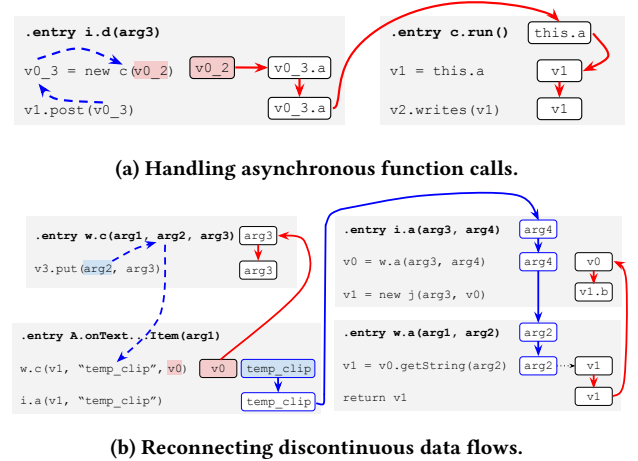 .entry i.d(arg3)
v0_3 = new c(v0_2)
v1.post(v0_3)
v0_2
v0_3.a
v0_3.a
.entry c.run()
this.a
v1 = this.a
v1
v2.writes(v1)
v1
(a) Handling asynchronous function calls.
.entry w.c(arg1, arg2, arg3)
arg3
v3.put(arg2, arg3)
arg3
.entry A.onText...Item(arg1)
w.c(v1, “temp_clip”, v0)
v0
temp_clip
i.a(v1, “temp_clip”)
temp_clip
.entry i.a(arg3, arg4)
arg4
v0 = w.a(arg3, arg4)
arg4
v0
v1 = new j(arg3, v0)
v1.b
.entry w.a(arg1, arg2)
arg2
v1 = v0.getString(arg2)
arg2
v1
return v1
v1
(b) Reconnecting discontinuous data flows.